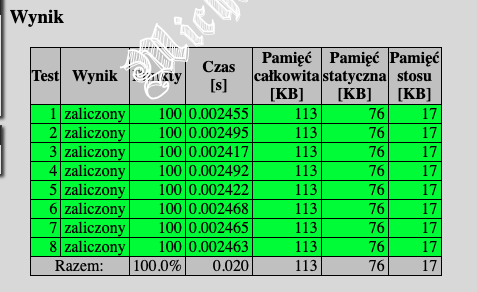 Wynik
Test Wynik Punkty Czas [s] Pamięć całkowita [KB] Pamięć statyczna [KB] Pamięć stosu [KB]
1 zaliczony 100 0.002455 113 76 17
2 zaliczony 100 0.002495 113 76 17
3 zaliczony 100 0.002417 113 76 17
4 zaliczony 100 0.002492 113 76 17
5 zaliczony 100 0.002422 113 76 17
6 zaliczony 100 0.002468 113 76 17
7 zaliczony 100 0.002465 113 76 17
8 zaliczony 100 0.002463 113 76 17
Razem: 100.0% 0.020 113 76 17